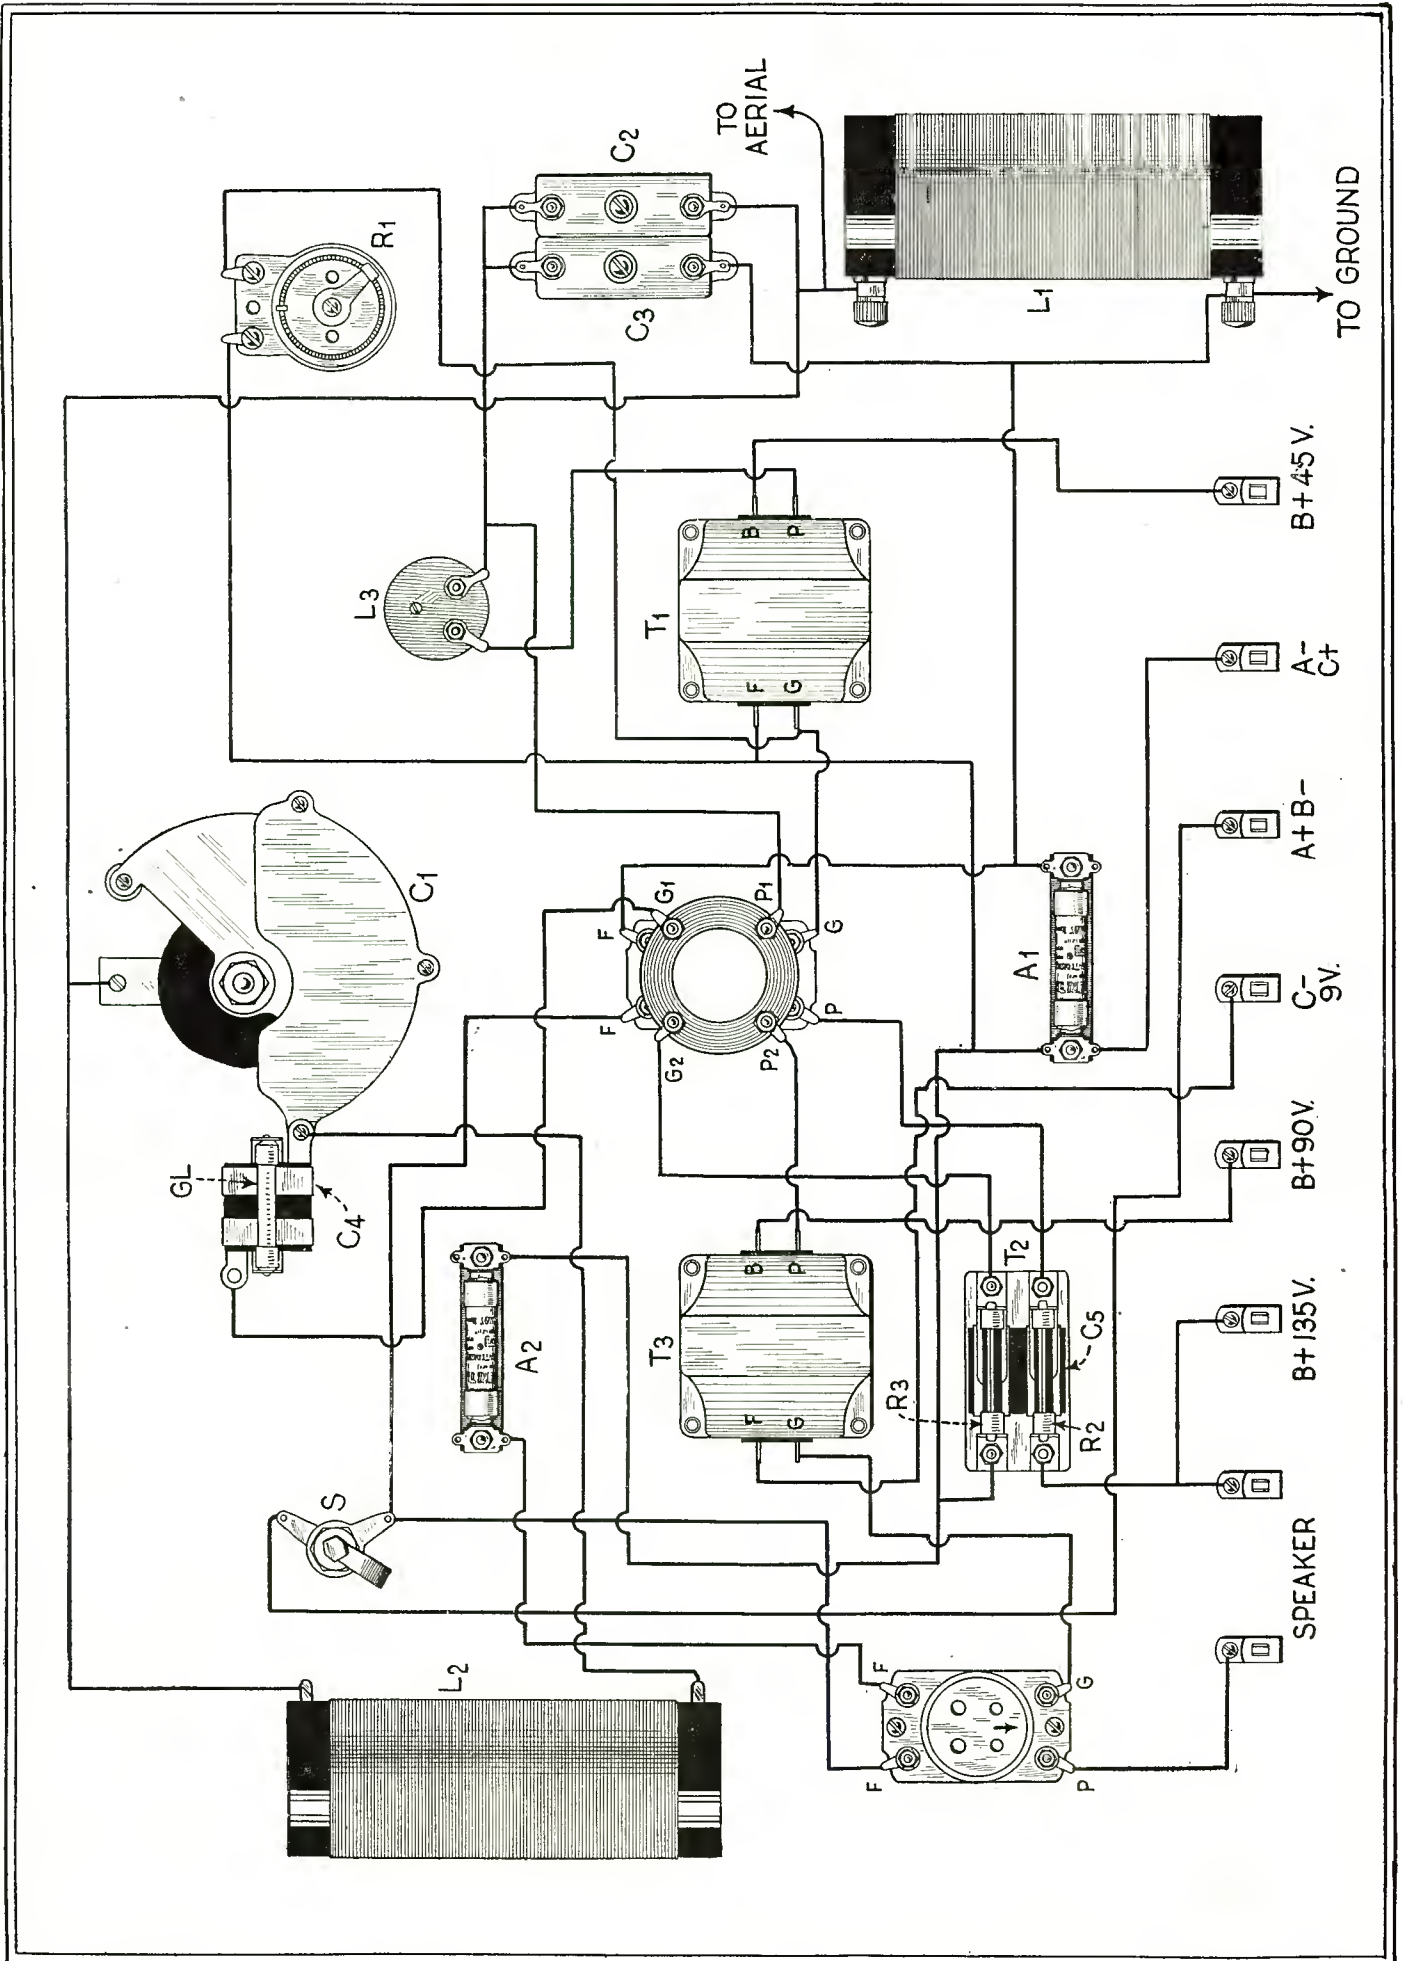 L2
S
GL
C4
C1
R1
L3
A2
F
G1
F
G2
P1
P2
G
P
C2
C3
TO
AERIAL
T3
B
P
F
G
T1
B
P
F
G
F
F
G
P
R3
R2
C5
T2
A1
L1
TO GROUND
SPEAKER
B+135V.
B+90V.
C-
9V.
A+B-
A-
C+
B+45V.